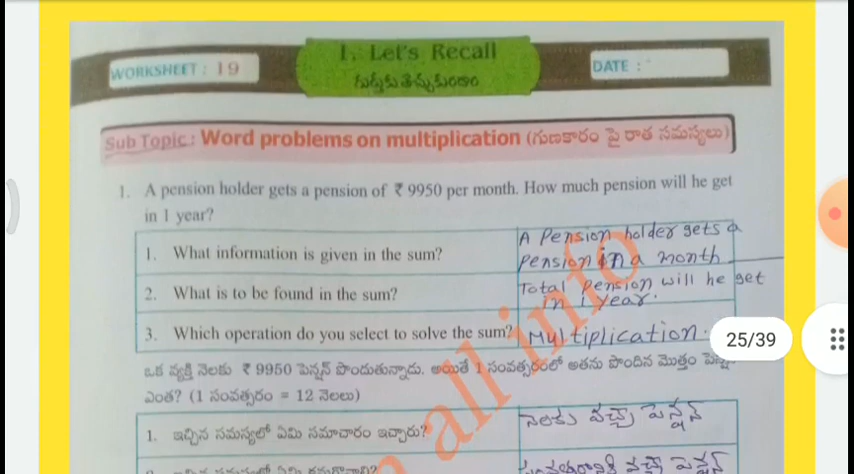 WORKSHEET : 19
1. Let's Recall
గుర్తుకు తెచ్చుకుందాం
DATE :
Sub Topic : Word problems on multiplication (గుణకారం పై రాత సమస్యలు)
1. A pension holder gets a pension of ₹ 9950 per month. How much pension will he get
in 1 year?
1. What information is given in the sum?
A Pension holder gets a
pension in a month
2. What is to be found in the sum?
Total pension will he get
in 1 year.
3. Which operation do you select to solve the sum?
Multiplication.
25/39
ఒక వ్యక్తి నెలకు ₹ 9950 పెన్షన్ పొందుతున్నాడు. అయితే 1 సంవత్సరంలో అతను పొందిన మొత్తం పెన్షన్
ఎంత? (1 సంవత్సరం = 12 నెలలు)
1. ఇచ్చిన సమస్యలో ఏమి సమాచారం ఇచ్చారు?
నెలకు వచ్చే పెన్షన్
all info